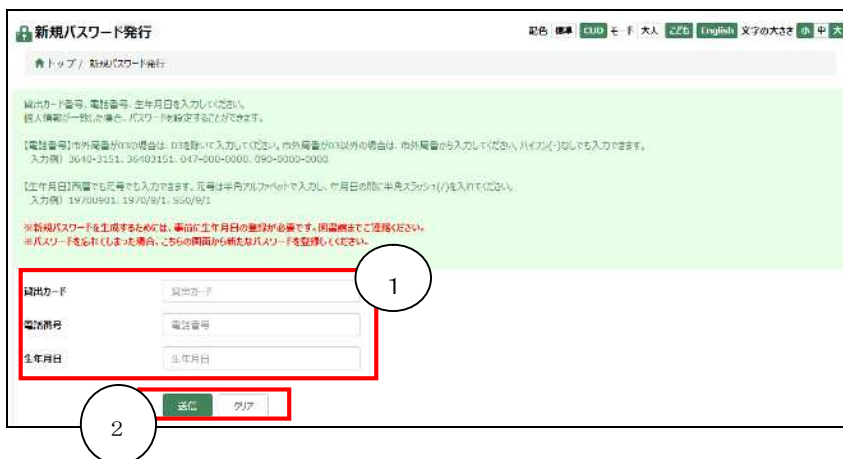 新規パスワード発行
配色 標準 CUD モード 大人 こども English 文字の大きさ 小 中 大
トップ / 新規パスワード発行
貸出カード番号、電話番号、生年月日を入力してください。
個人情報が一致した場合、パスワードを設定することができます。
【電話番号】市外局番が03の場合は、03を除いて入力してください。市外局番が03以外の場合は、市外局番から入力してください。ハイフン(-)なしでも入力できます。
入力例) 3640-3151、36403151、047-000-0000、090-0000-0000
【生年月日】西暦でも元号でも入力できます。元号は半角アルファベットで入力し、年月日の間に半角スラッシュ(/)を入れてください。
入力例) 19700901、1970/9/1、S50/9/1
※新規パスワードを生成するためには、事前に生年月日の登録が必要です。図書館までご連絡ください。
※パスワードを忘れてしまった場合、こちらの画面から新たなパスワードを登録してください。
1
貸出カード 貸出カード
電話番号 電話番号
生年月日 生年月日
送信 クリア
2